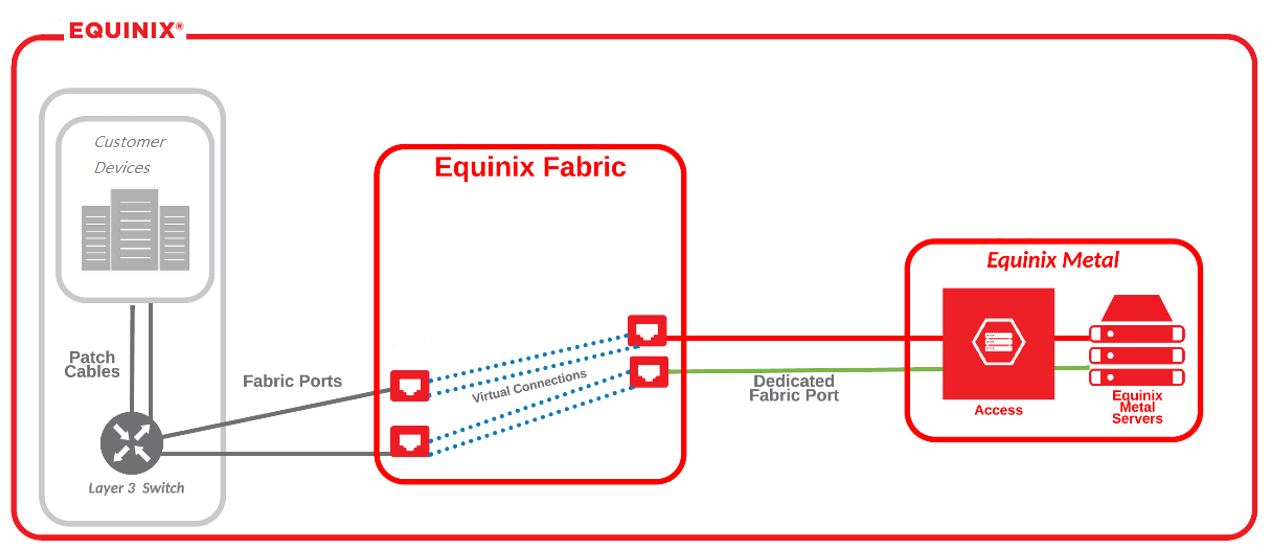 EQUINIX®
Customer
Devices
Equinix Fabric
Equinix Metal
Patch
Cables
Fabric Ports
Virtual Connections
Dedicated
Fabric Port
Access
Equinix
Metal
Servers
Layer 3 Switch